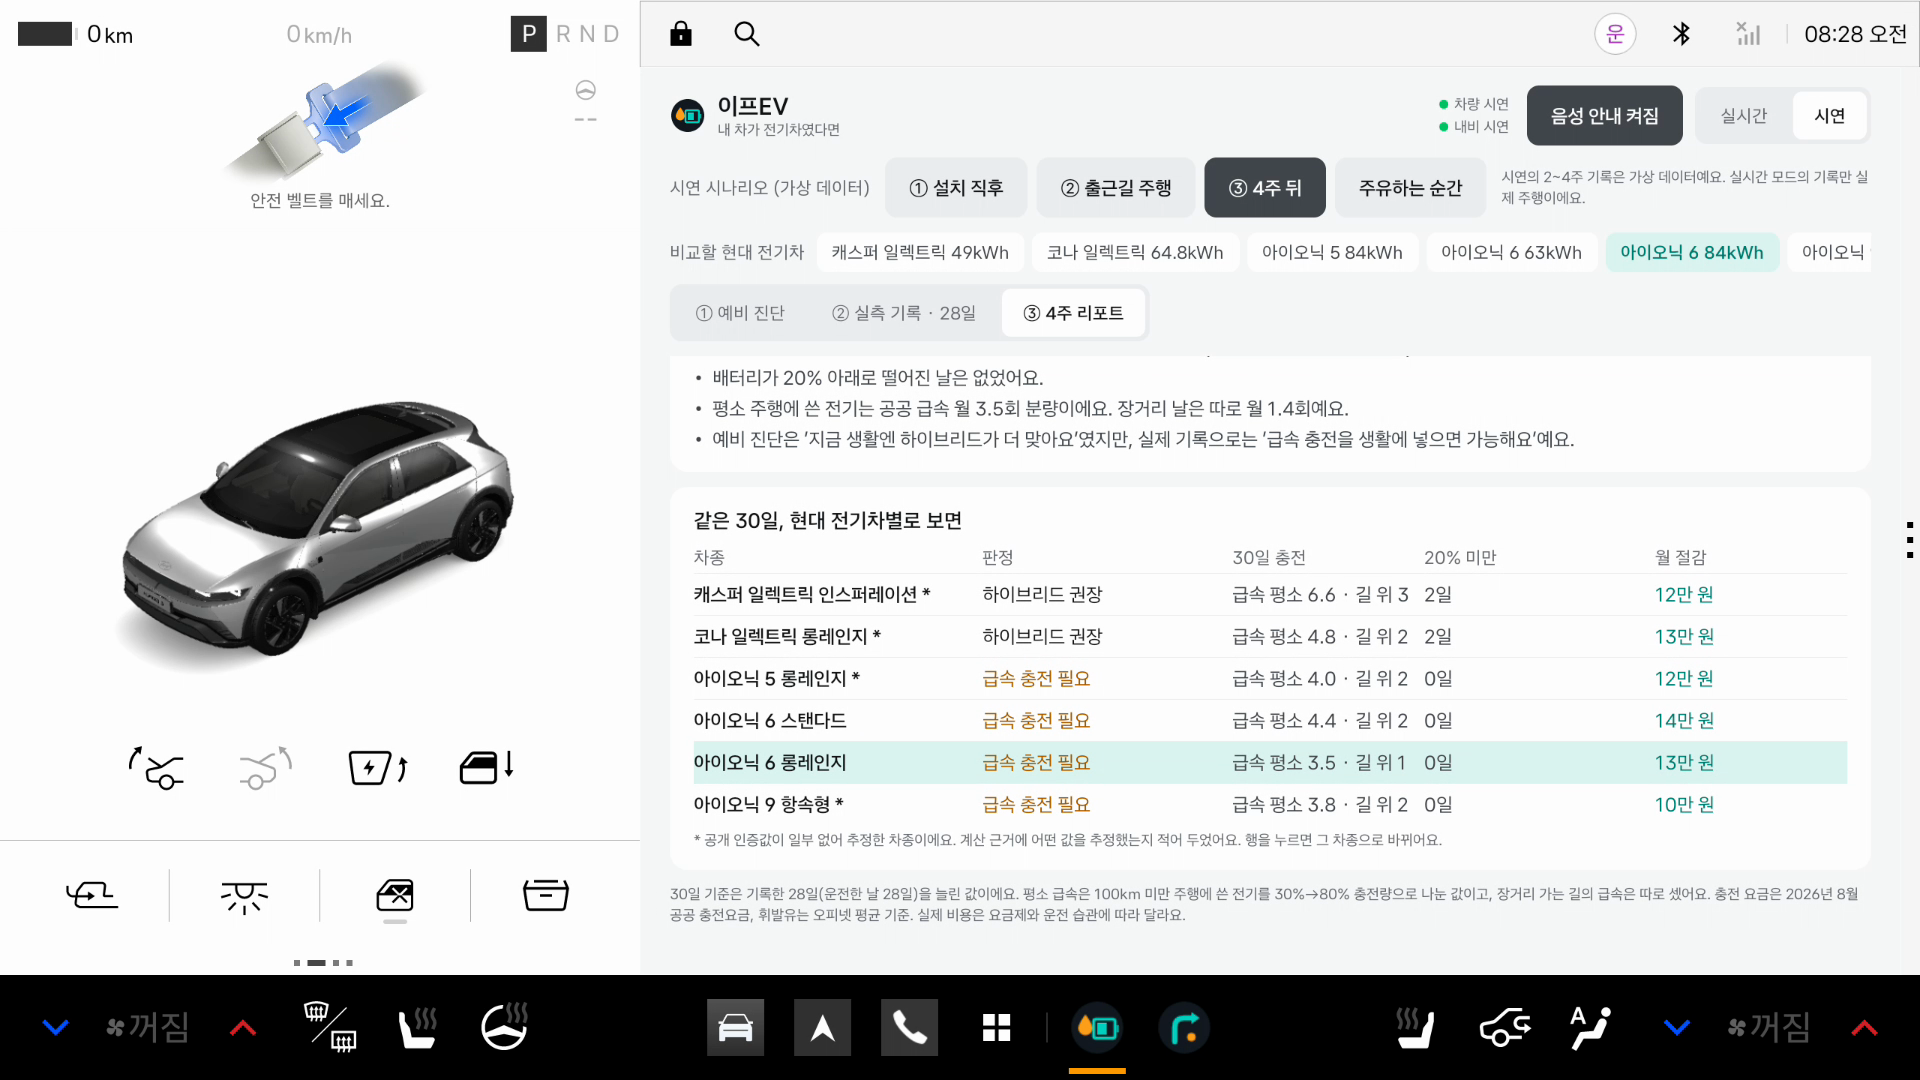 0 km
0 km/h
P R N D
안전 벨트를 매세요.
--
운
08:28 오전
이프EV
내 차가 전기차였다면
차량 시연
내비 시연
음성 안내 켜짐
실시간
시연
시연 시나리오 (가상 데이터)
① 설치 직후
② 출근길 주행
③ 4주 뒤
주유하는 순간
시연의 2~4주 기록은 가상 데이터예요. 실시간 모드의 기록만 실
제 주행이에요.
비교할 현대 전기차
캐스퍼 일렉트릭 49kWh
코나 일렉트릭 64.8kWh
아이오닉 5 84kWh
아이오닉 6 63kWh
아이오닉 6 84kWh
아이오닉
① 예비 진단
② 실측 기록 · 28일
③ 4주 리포트
• 배터리가 20% 아래로 떨어진 날은 없었어요.
• 평소 주행에 쓴 전기는 공공 급속 월 3.5회 분량이에요. 장거리 날은 따로 월 1.4회예요.
• 예비 진단은 '지금 생활엔 하이브리드가 더 맞아요'였지만, 실제 기록으로는 '급속 충전을 생활에 넣으면 가능해요'예요.
같은 30일, 현대 전기차별로 보면
차종 판정 30일 충전 20% 미만 월 절감
캐스퍼 일렉트릭 인스퍼레이션 * 하이브리드 권장 급속 평소 6.6 · 길 위 3 2일 12만 원
코나 일렉트릭 롱레인지 * 하이브리드 권장 급속 평소 4.8 · 길 위 2 2일 13만 원
아이오닉 5 롱레인지 * 급속 충전 필요 급속 평소 4.0 · 길 위 2 0일 12만 원
아이오닉 6 스탠다드 급속 충전 필요 급속 평소 4.4 · 길 위 2 0일 14만 원
아이오닉 6 롱레인지 급속 충전 필요 급속 평소 3.5 · 길 위 1 0일 13만 원
아이오닉 9 항속형 * 급속 충전 필요 급속 평소 3.8 · 길 위 2 0일 10만 원
* 공개 인증값이 일부 없어 추정한 차종이에요. 계산 근거에 어떤 값을 추정했는지 적어 두었어요. 행을 누르면 그 차종으로 바뀌어요.
30일 기준은 기록한 28일(운전한 날 28일)을 늘린 값이에요. 평소 급속은 100km 미만 주행에 쓴 전기를 30%→80% 충전량으로 나눈 값이고, 장거리 가는 길의 급속은 따로 셌어요. 충전 요금은 2026년 8월
공공 충전요금, 휘발유는 오피넷 평균 기준. 실제 비용은 요금제와 운전 습관에 따라 달라요.
꺼짐
A
꺼짐